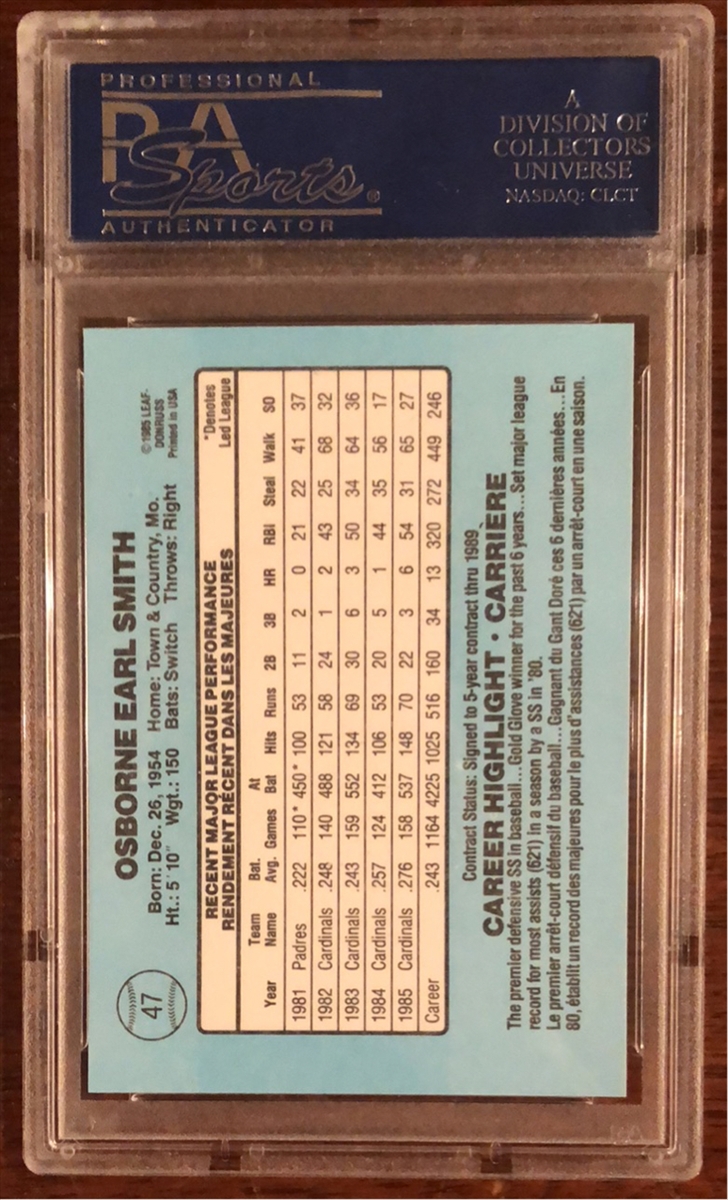 PROFESSIONAL
PSA
Sports®
AUTHENTICATOR
A
DIVISION OF
COLLECTORS
UNIVERSE
NASDAQ: CLCT
47
OSBORNE EARL SMITH
Born: Dec. 26, 1954 Home: Town & Country, Mo.
Ht.: 5'10" Wgt.: 150 Bats: Switch Throws: Right
©1985 LEAF-
DONRUSS
Printed in USA
RECENT MAJOR LEAGUE PERFORMANCE
RENDEMENT RÉCENT DANS LES MAJEURES
*Denotes
Led League
Year Team Name Bat. Avg. Games At Bat Hits Runs 2B 3B HR RBI Steal Walk SO
1981 Padres .222 110* 450* 100 53 11 2 0 21 22 41 37
1982 Cardinals .248 140 488 121 58 24 1 2 43 25 68 32
1983 Cardinals .243 159 552 134 69 30 6 3 50 34 64 36
1984 Cardinals .257 124 412 106 53 20 5 1 44 35 56 17
1985 Cardinals .276 158 537 148 70 22 3 6 54 31 65 27
Career .243 1164 4225 1025 516 160 34 13 320 272 449 246
Contract Status: Signed to 5-year contract thru 1989
CAREER HIGHLIGHT • CARRIÈRE
The premier defensive SS in baseball...Gold Glove winner for the past 6 years...Set major league
record for most assists (621) in a season by a SS in '80.
Le premier arrêt-court défensif du baseball...Gagnant du Gant Doré ces 6 dernières années...En
80, établit un record des majeures pour le plus d'assistances (621) par un arrêt-court en une saison.